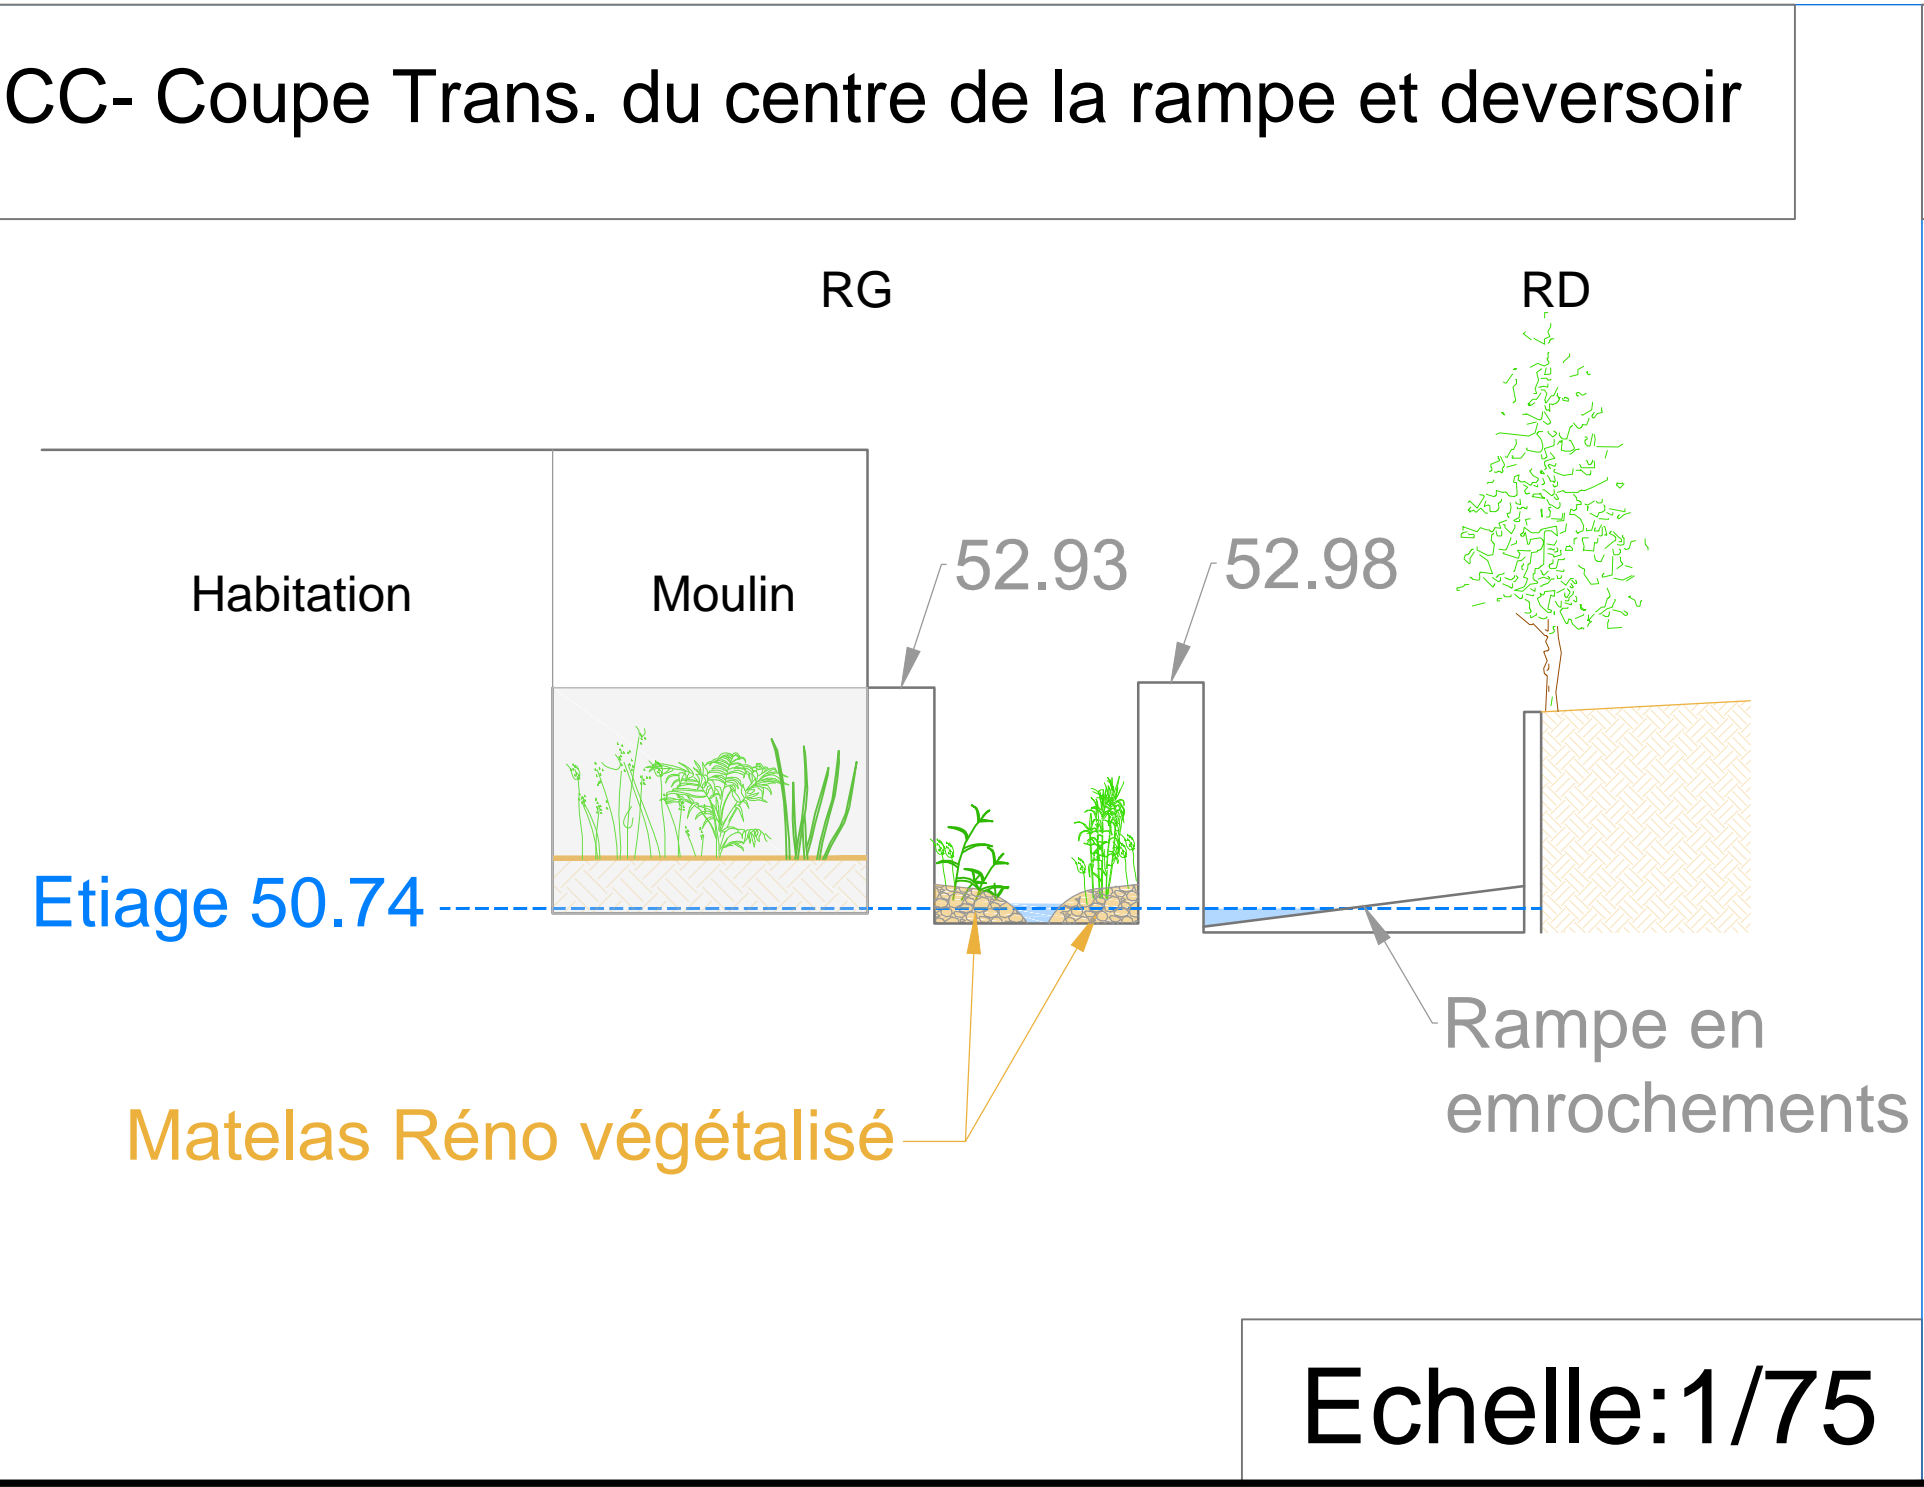 CC- Coupe Trans. du centre de la rampe et deversoir
RG
RD
52.93
52.98
Habitation
Moulin
Etiage 50.74
Rampe en
emrochements
Matelas Réno végétalisé
Echelle:1/75